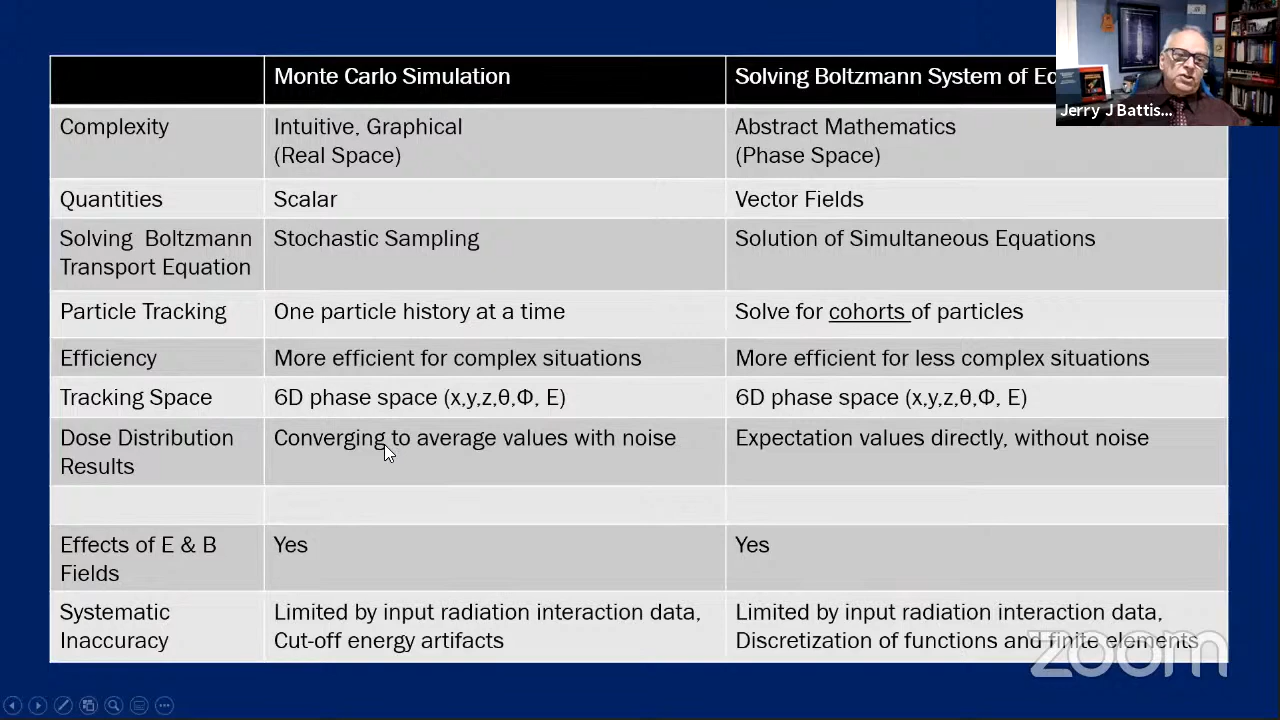 Monte Carlo Simulation
Solving Boltzmann System of
Jerry J Battis...
Complexity
Intuitive, Graphical
(Real Space)
Abstract Mathematics
(Phase Space)
Quantities
Scalar
Vector Fields
Solving Boltzmann
Transport Equation
Stochastic Sampling
Solution of Simultaneous Equations
Particle Tracking
One particle history at a time
Solve for cohorts of particles
Efficiency
More efficient for complex situations
More efficient for less complex situations
Tracking Space
6D phase space (x,y,z,θ,Φ, E)
6D phase space (x,y,z,θ,Φ, E)
Dose Distribution
Results
Converging to average values with noise
Expectation values directly, without noise
Effects of E & B
Fields
Yes
Yes
Systematic
Inaccuracy
Limited by input radiation interaction data,
Cut-off energy artifacts
Limited by input radiation interaction data,
Discretization of functions and finite elements
zoom